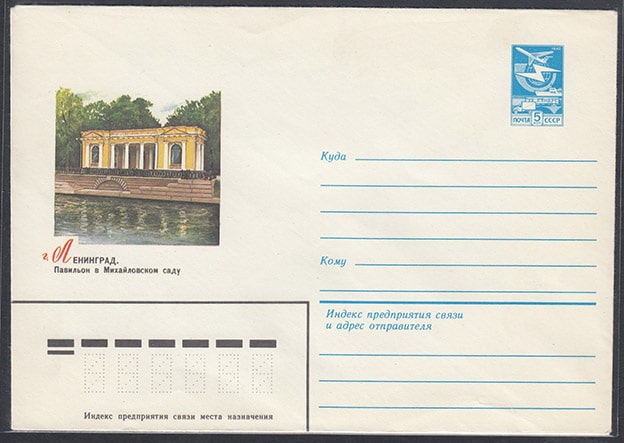 ПОЧТА 5 СССР
Куда
Кому
г. ЛЕНИНГРАД.
Павильон в Михайловском саду
Индекс предприятия связи
и адрес отправителя
Индекс предприятия связи места назначения